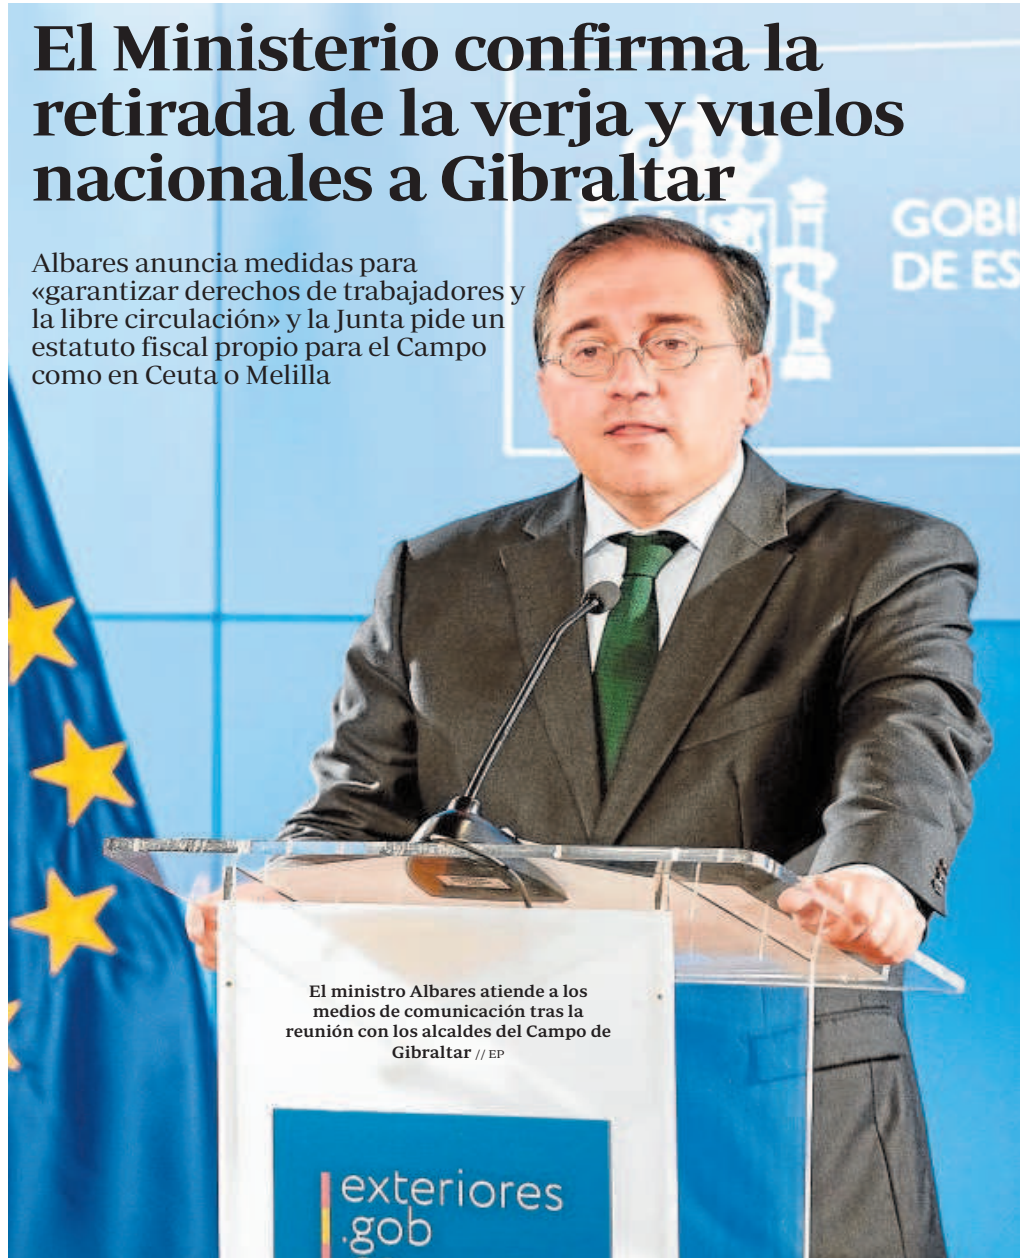 El Ministerio confirma la
retirada de la verja y vuelos
nacionales a Gibraltar
Albares anuncia medidas para
«garantizar derechos de trabajadores y
la libre circulación» y la Junta pide un
estatuto fiscal propio para el Campo
como en Ceuta o Melilla
GOBI
DE ES
El ministro Albares atiende a los
medios de comunicación tras la
reunión con los alcaldes del Campo de
Gibraltar // EP
exteriores
.gob